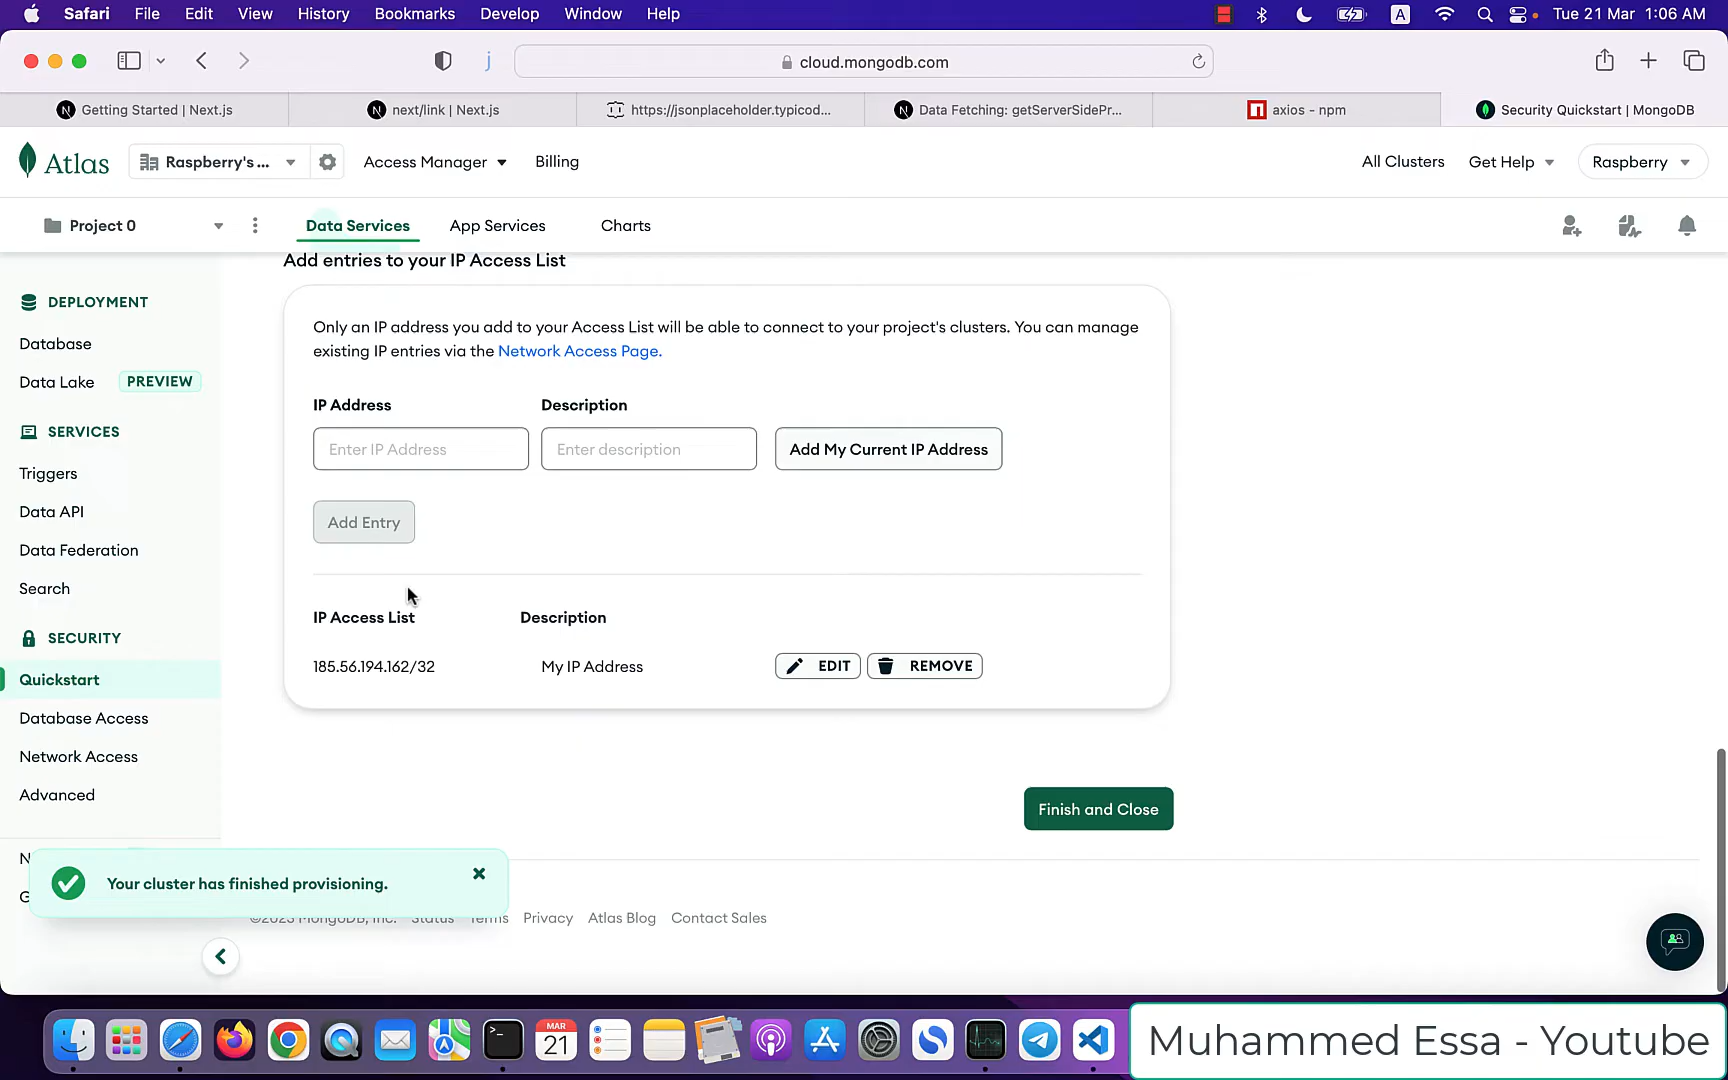 Safari File Edit View History Bookmarks Develop Window Help A Tue 21 Mar 1:06 AM
cloud.mongodb.com
Getting Started | Next.js
next/link | Next.js
https://jsonplaceholder.typicod...
Data Fetching: getServerSidePr...
axios - npm
Security Quickstart | MongoDB
Atlas
Raspberry's ...
Access Manager
Billing
All Clusters
Get Help
Raspberry
Project 0
Data Services
App Services
Charts
DEPLOYMENT
Database
Data Lake PREVIEW
SERVICES
Triggers
Data API
Data Federation
Search
SECURITY
Quickstart
Database Access
Network Access
Advanced
Add entries to your IP Access List
Only an IP address you add to your Access List will be able to connect to your project's clusters. You can manage
existing IP entries via the Network Access Page.
IP Address Description
Enter IP Address Enter description Add My Current IP Address
Add Entry
IP Access List Description
185.56.194.162/32 My IP Address EDIT REMOVE
Finish and Close
Your cluster has finished provisioning.
©2023 MongoDB, Inc. Status Terms Privacy Atlas Blog Contact Sales
MAR
21
Muhammed Essa - Youtube